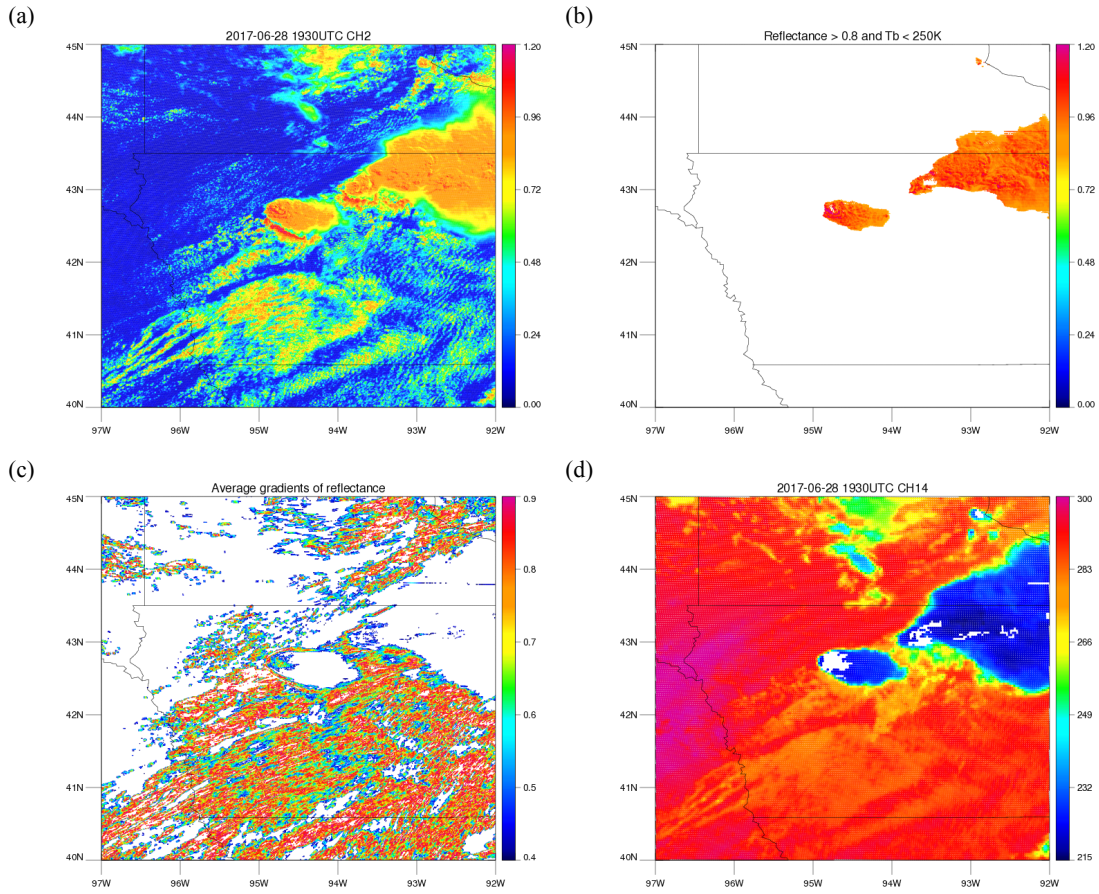 (a)
2017-06-28 1930UTC CH2
45N
44N
43N
42N
41N
40N
97W 96W 95W 94W 93W 92W
1.20
0.96
0.72
0.48
0.24
0.00
(b)
Reflectance > 0.8 and Tb < 250K
45N
44N
43N
42N
41N
40N
97W 96W 95W 94W 93W 92W
1.20
0.96
0.72
0.48
0.24
0.00
(c)
Average gradients of reflectance
45N
44N
43N
42N
41N
40N
97W 96W 95W 94W 93W 92W
0.9
0.8
0.7
0.6
0.5
0.4
(d)
2017-06-28 1930UTC CH14
45N
44N
43N
42N
41N
40N
97W 96W 95W 94W 93W 92W
300
283
266
249
232
215